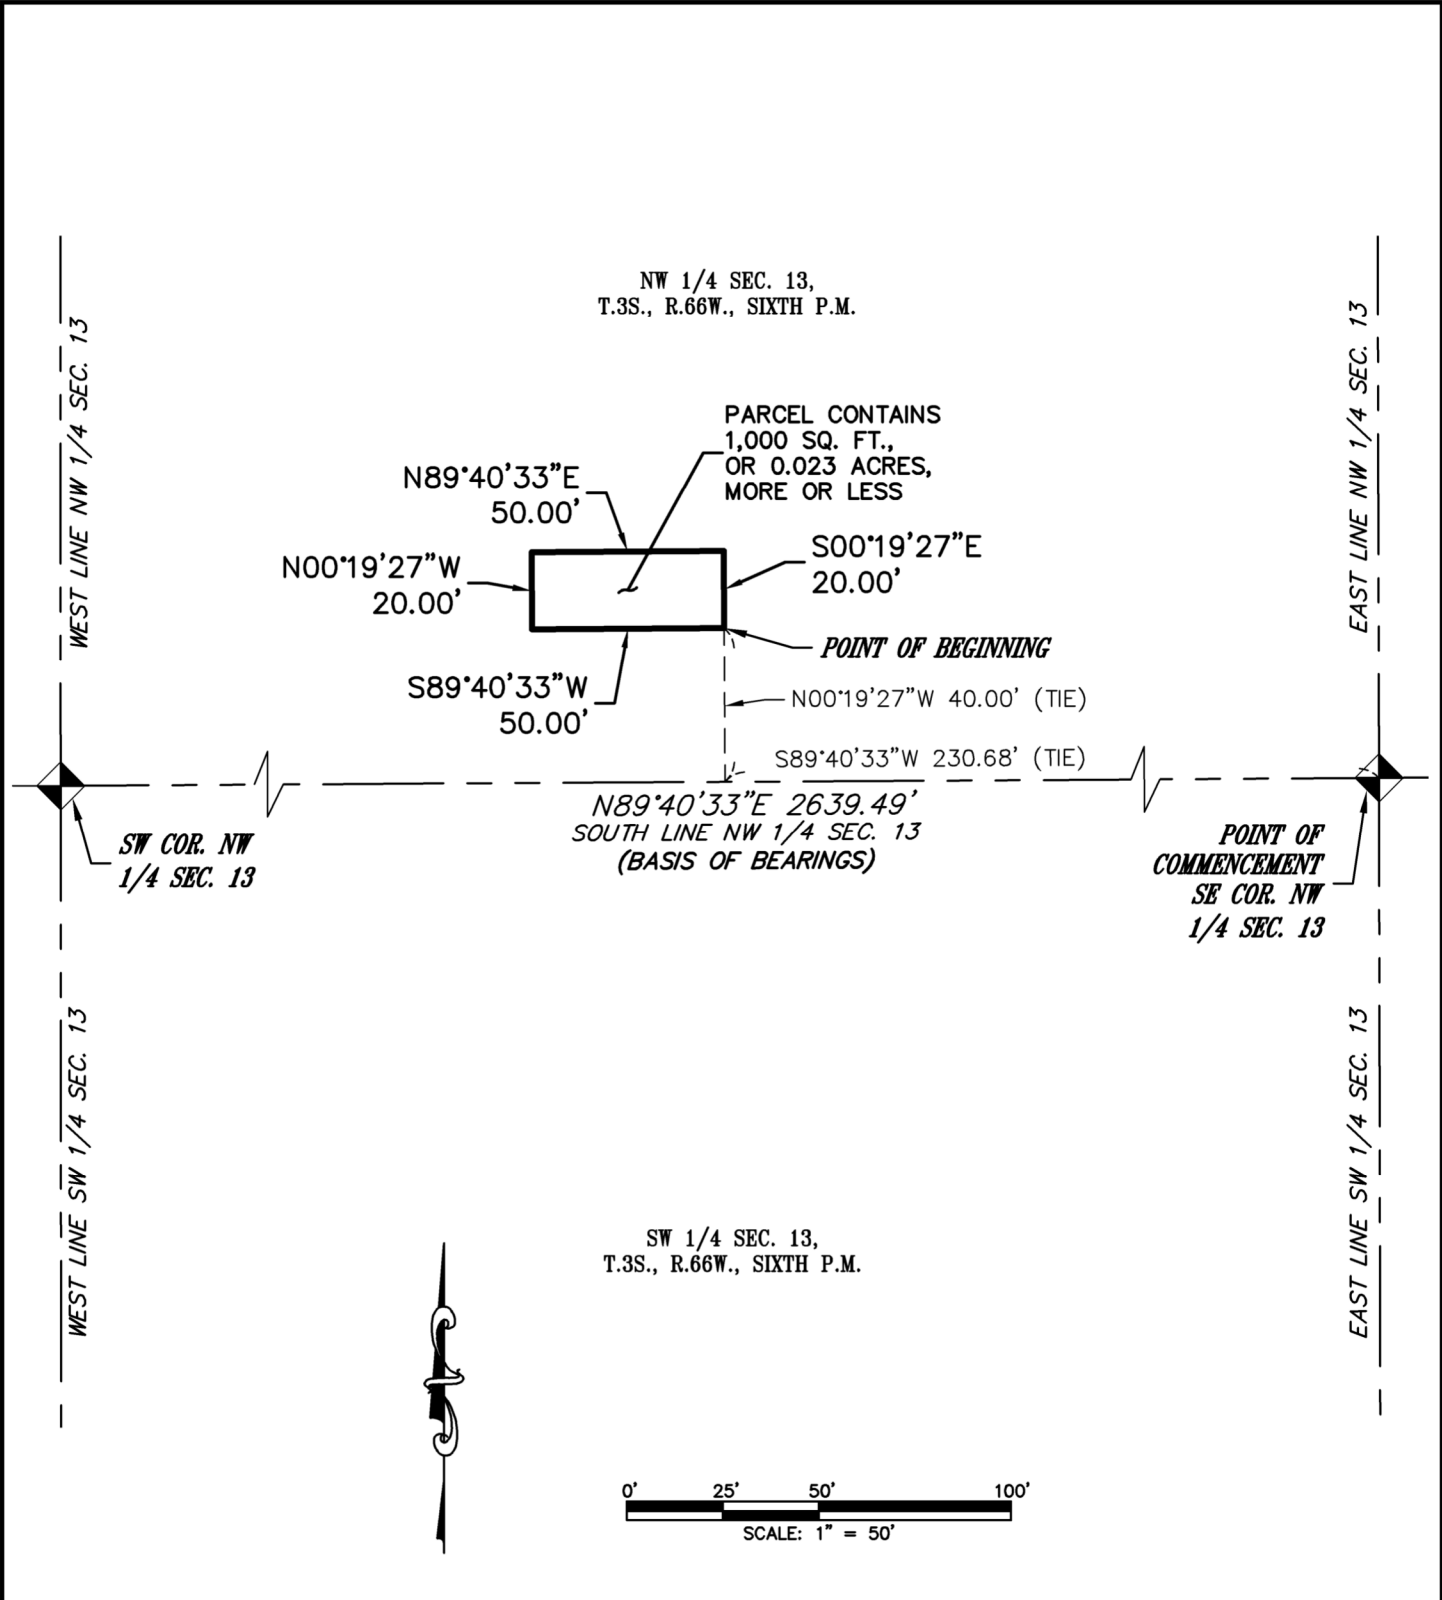 NW 1/4 SEC. 13,
T.3S., R.66W., SIXTH P.M.
WEST LINE NW 1/4 SEC. 13
EAST LINE NW 1/4 SEC. 13
PARCEL CONTAINS
1,000 SQ. FT.,
OR 0.023 ACRES,
MORE OR LESS
N89°40'33"E
50.00'
N00°19'27"W
20.00'
S00°19'27"E
20.00'
POINT OF BEGINNING
S89°40'33"W
50.00'
N00°19'27"W 40.00' (TIE)
S89°40'33"W 230.68' (TIE)
N89°40'33"E 2639.49'
SOUTH LINE NW 1/4 SEC. 13
(BASIS OF BEARINGS)
SW COR. NW
1/4 SEC. 13
POINT OF
COMMENCEMENT
SE COR. NW
1/4 SEC. 13
WEST LINE SW 1/4 SEC. 13
EAST LINE SW 1/4 SEC. 13
SW 1/4 SEC. 13,
T.3S., R.66W., SIXTH P.M.
0' 25' 50' 100'
SCALE: 1" = 50'